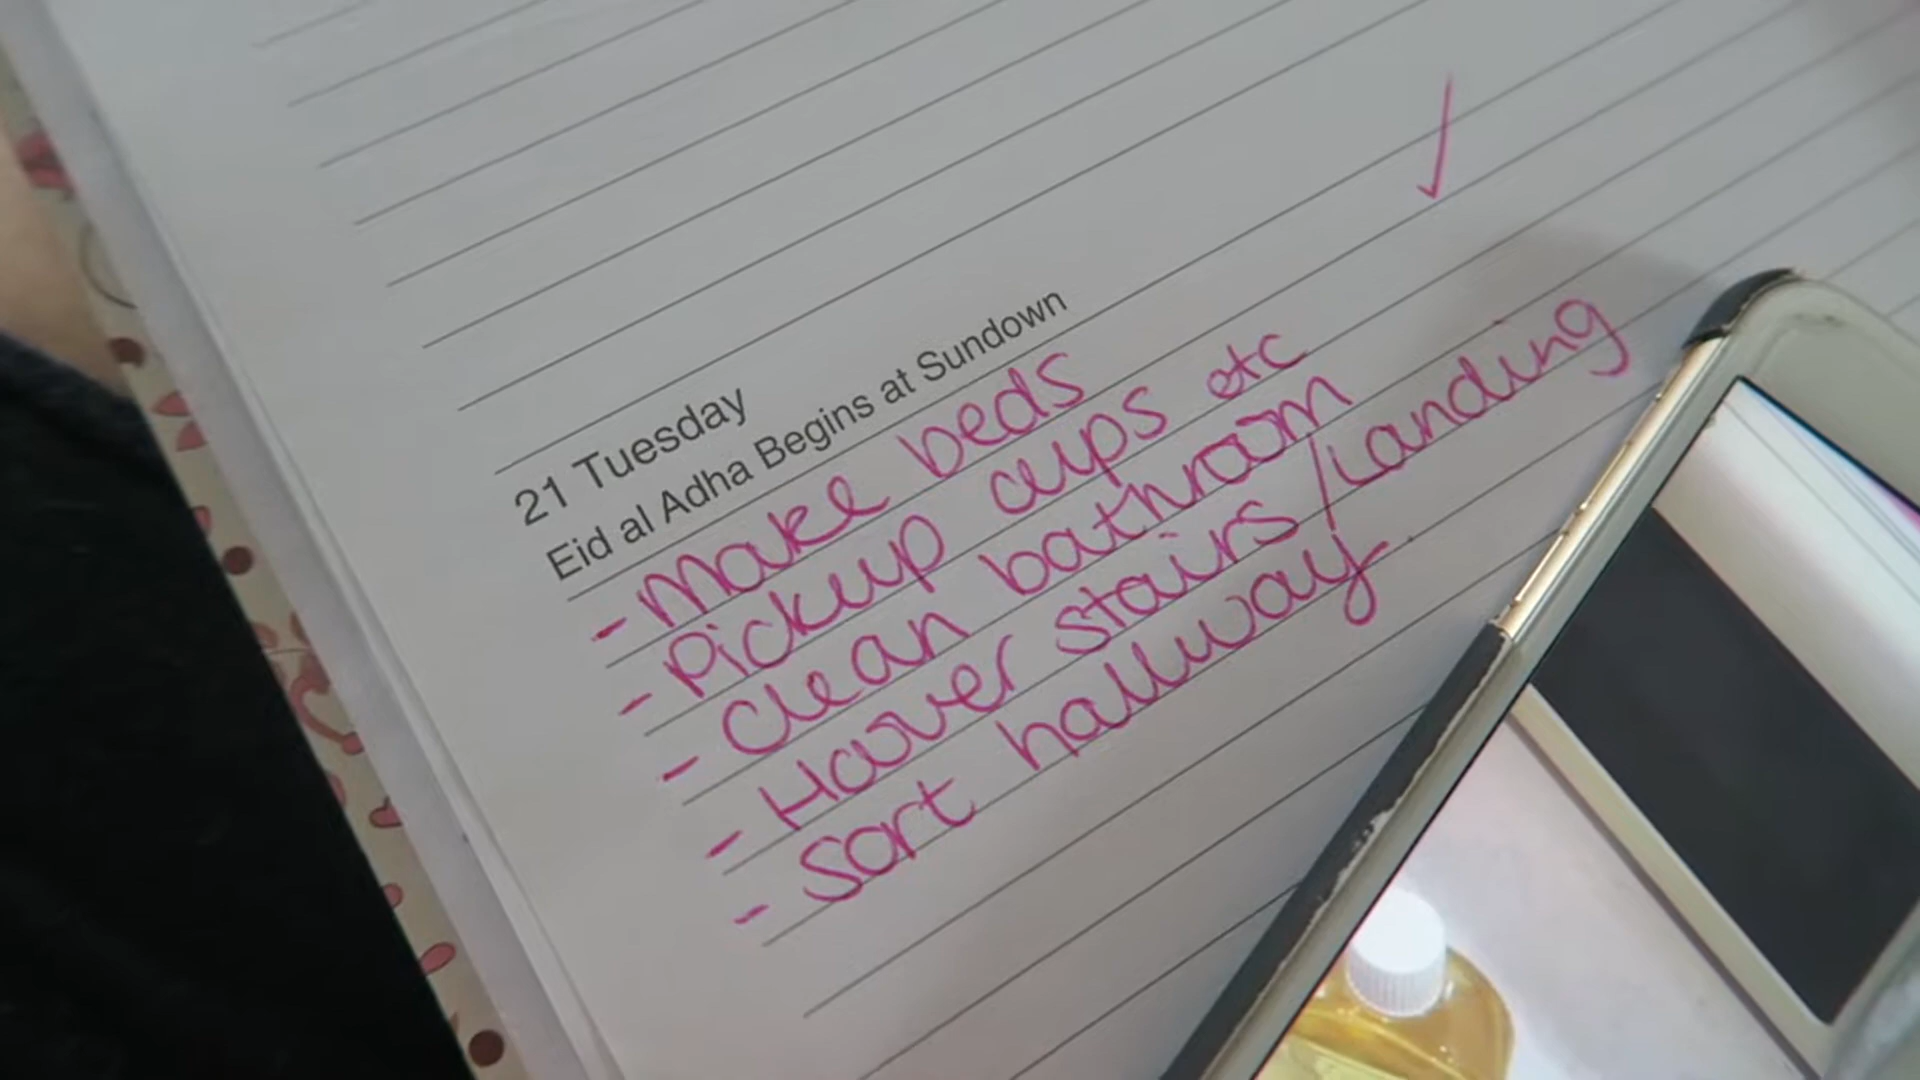 21 Tuesday
Eid al Adha Begins at Sundown
- Make beds
- Pickup cups etc
- Clean bathroom
- Hoover stairs/Landing
- Sort hallway